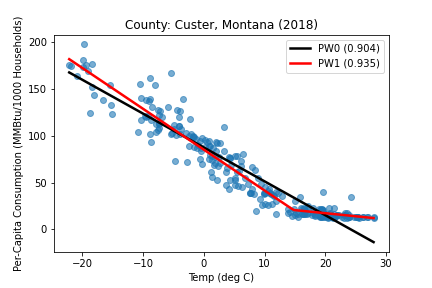 County: Custer, Montana (2018)
PW0 (0.904)
PW1 (0.935)
Per-Capita Consumption (MMBtu/1000 Households)
200
150
100
50
0
−20 −10 0 10 20 30
Temp (deg C)